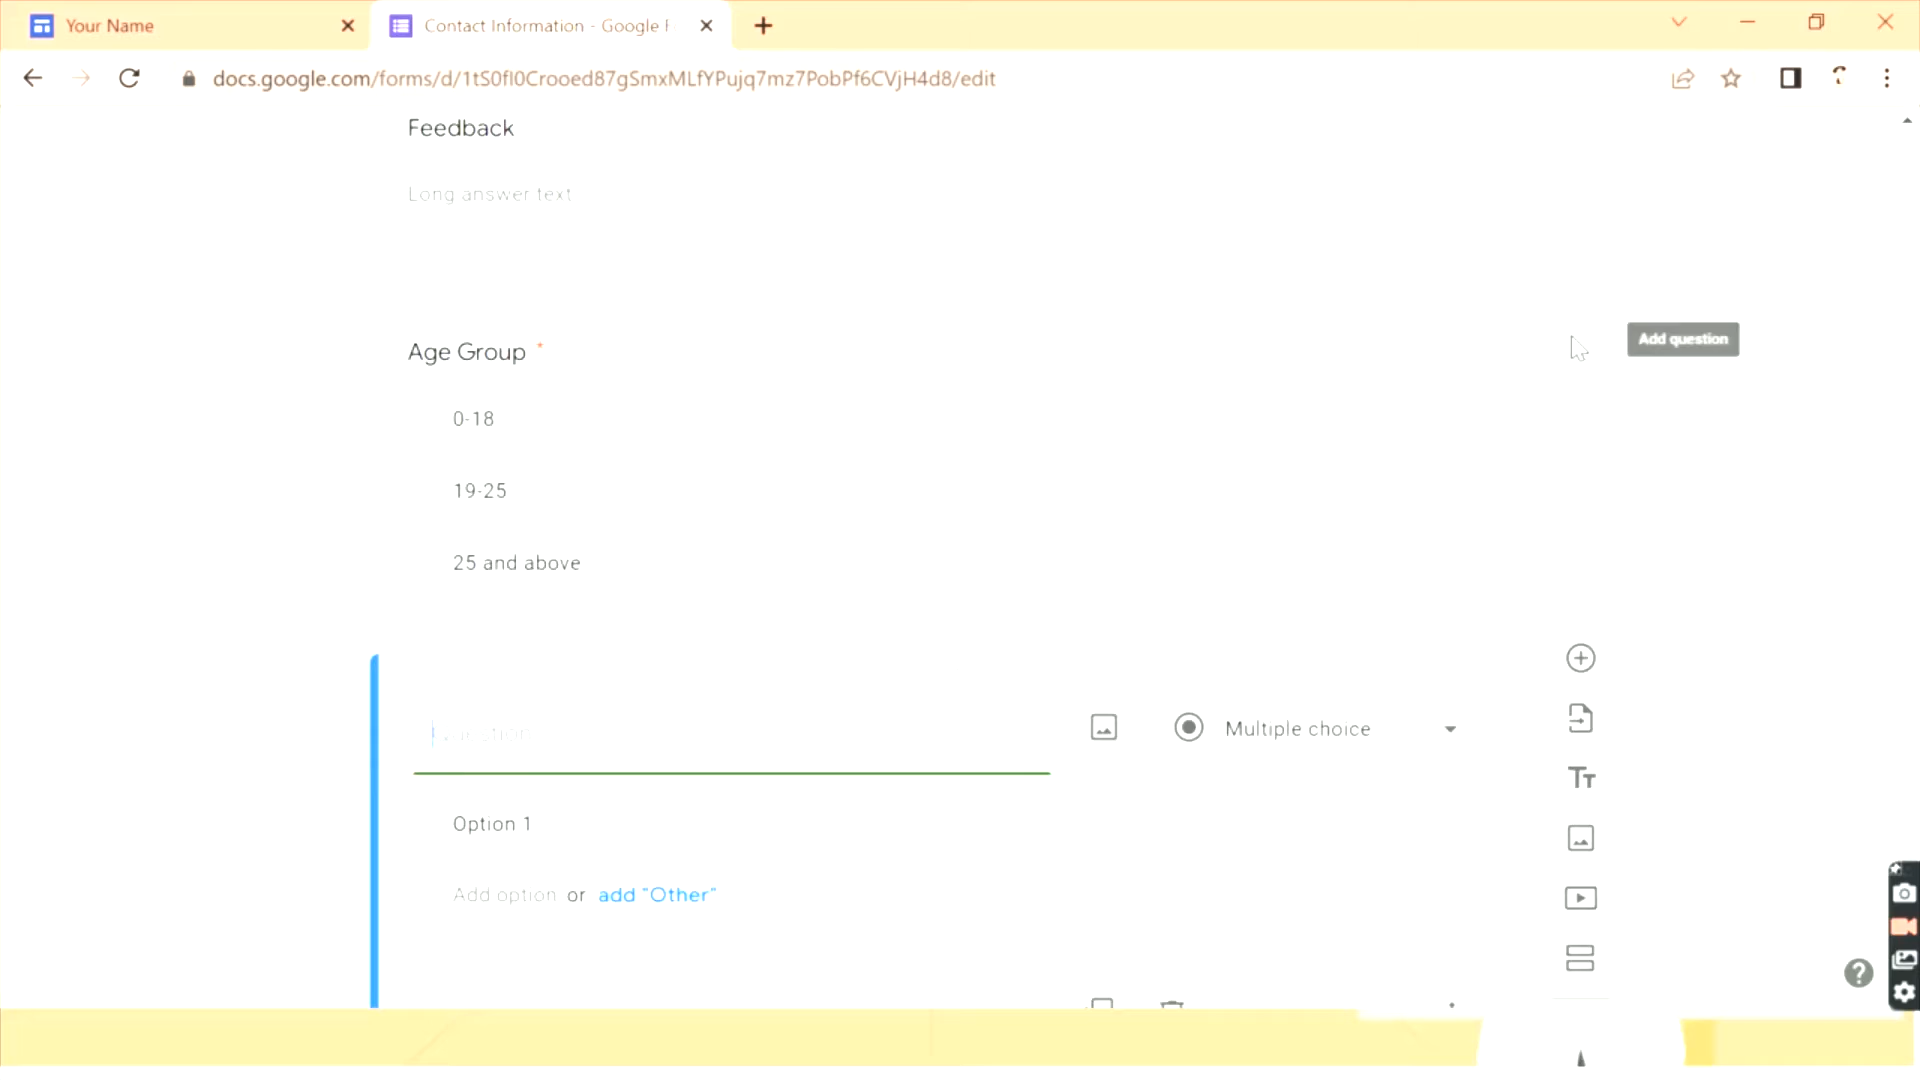 Your Name
Contact Information - Google F
docs.google.com/forms/d/1tS0fI0Crooed87gSmxMLfYPujq7mz7PobPf6CVjH4d8/edit
Feedback
Long answer text
Add question
Age Group *
0-18
19-25
25 and above
Multiple choice
Option 1
Add option or add "Other"